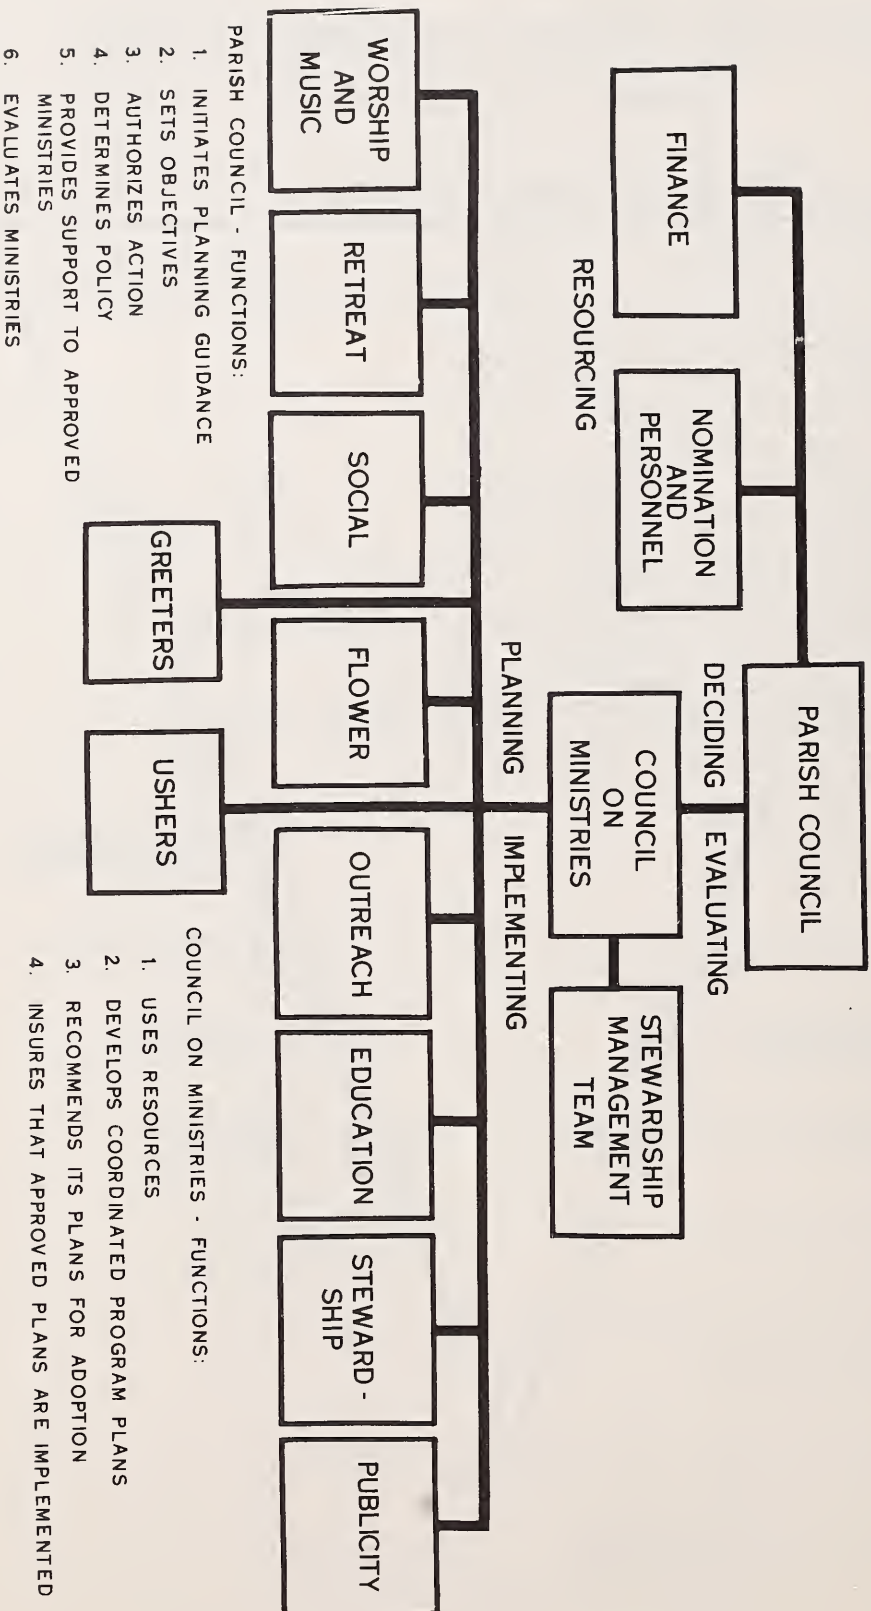 PARISH COUNCIL
FINANCE
NOMINATION
AND
PERSONNEL
RESOURCING
DECIDING
EVALUATING
COUNCIL
ON
MINISTRIES
STEWARDSHIP
MANAGEMENT
TEAM
PLANNING
IMPLEMENTING
WORSHIP
AND
MUSIC
RETREAT
SOCIAL
FLOWER
OUTREACH
EDUCATION
STEWARD-
SHIP
PUBLICITY
GREETERS
USHERS
PARISH COUNCIL - FUNCTIONS:
1. INITIATES PLANNING GUIDANCE
2. SETS OBJECTIVES
3. AUTHORIZES ACTION
4. DETERMINES POLICY
5. PROVIDES SUPPORT TO APPROVED
MINISTRIES
6. EVALUATES MINISTRIES
COUNCIL ON MINISTRIES - FUNCTIONS:
1. USES RESOURCES
2. DEVELOPS COORDINATED PROGRAM PLANS
3. RECOMMENDS ITS PLANS FOR ADOPTION
4. INSURES THAT APPROVED PLANS ARE IMPLEMENTED